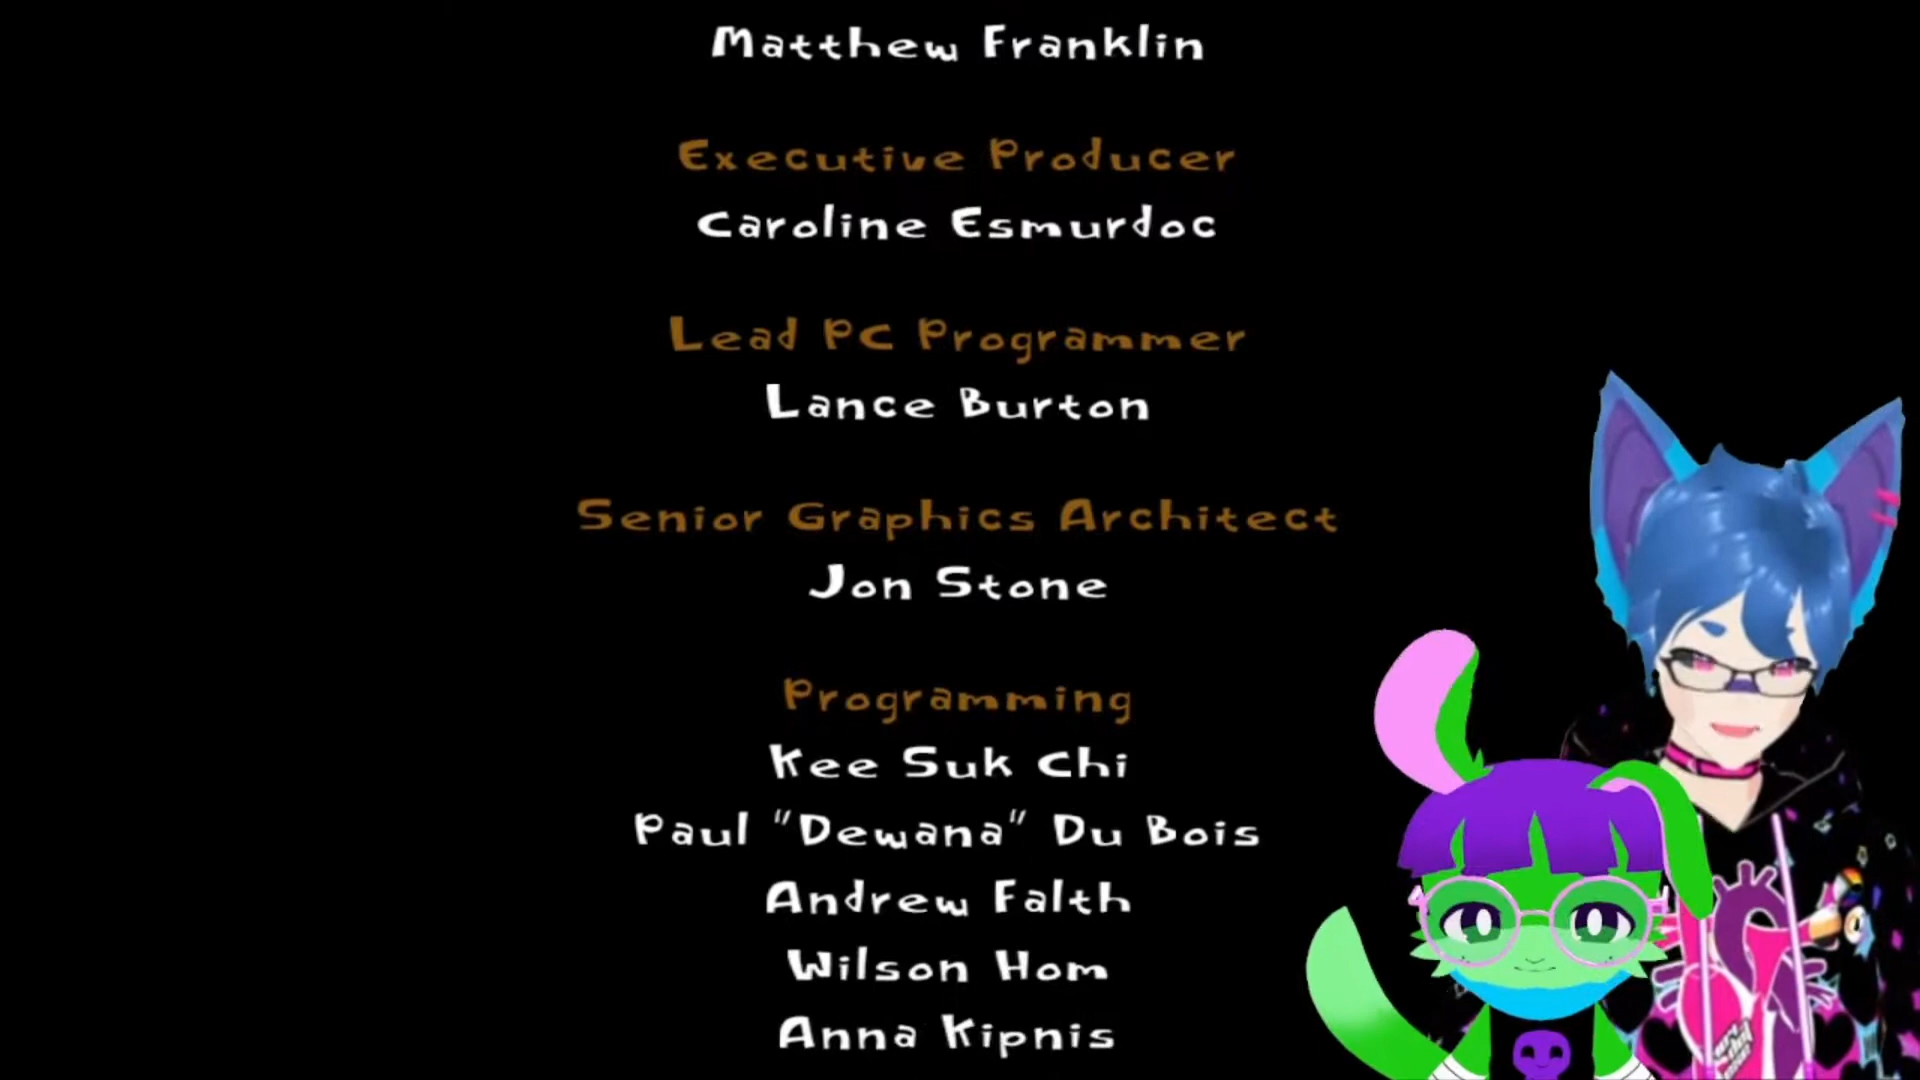 Matthew Franklin
Executive Producer
Caroline Esmurdoc
Lead PC Programmer
Lance Burton
Senior Graphics Architect
Jon Stone
Programming
Kee Suk Chi
Paul "Dewana" Du Bois
Andrew Falth
Wilson Hom
Anna Kipnis